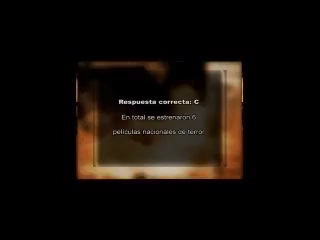 Respuesta correcta: C
En total se estrenaron 6
películas nacionales de terror